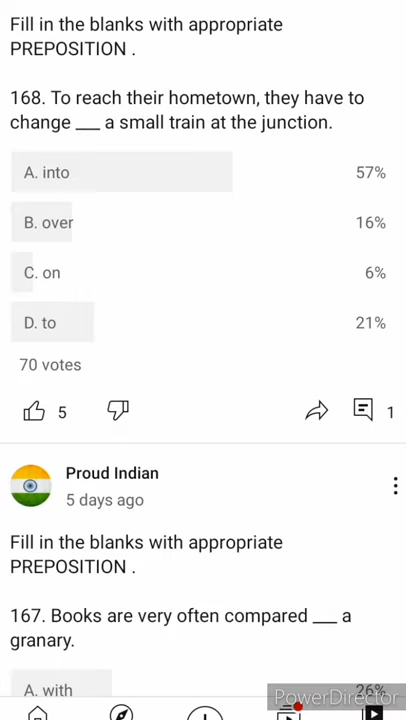 Fill in the blanks with appropriate
PREPOSITION .
168. To reach their hometown, they have to
change ___ a small train at the junction.
A. into 57%
B. over 16%
C. on 6%
D. to 21%
70 votes
5 1
Proud Indian
5 days ago
Fill in the blanks with appropriate
PREPOSITION .
167. Books are very often compared ___ a
granary.
A. with 26%
PowerDirector